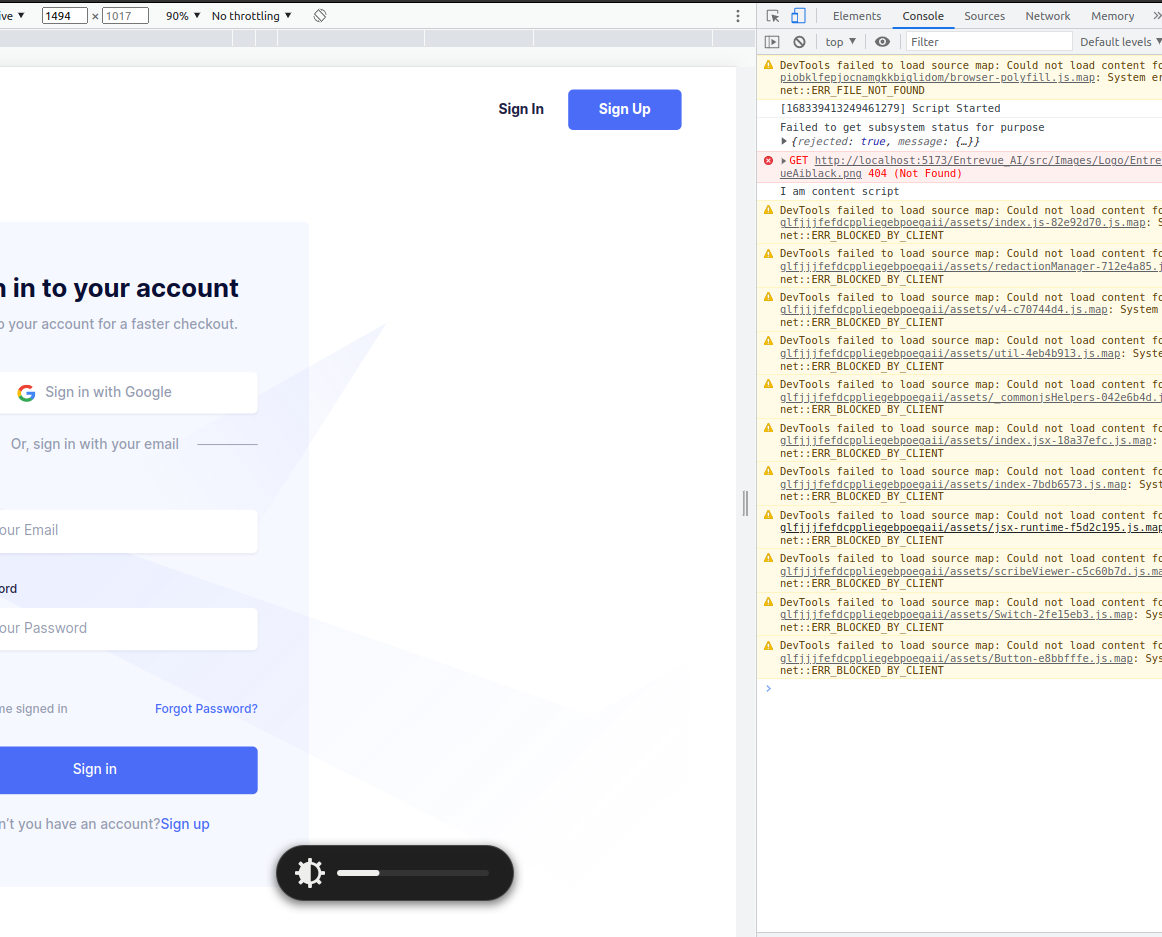 ive ▼ 1494 × 1017 90% ▼ No throttling ▼
Sign In
Sign Up
n in to your account
o your account for a faster checkout.
Sign in with Google
Or, sign in with your email
our Email
ord
our Password
me signed in
Forgot Password?
Sign in
n't you have an account?Sign up
Elements Console Sources Network Memory »
top ▼ Filter Default levels ▼
DevTools failed to load source map: Could not load content fo
piobklfepjocnamgkkbiglidom/browser-polyfill.js.map: System er
net::ERR_FILE_NOT_FOUND
[168339413249461279] Script Started
Failed to get subsystem status for purpose
▶ {rejected: true, message: {…}}
▶ GET http://localhost:5173/Entrevue_AI/src/Images/Logo/Entre
ueAiblack.png 404 (Not Found)
I am content script
DevTools failed to load source map: Could not load content fo
glfjjjfefdcppliegebpoegaii/assets/index.js-82e92d70.js.map: S
net::ERR_BLOCKED_BY_CLIENT
DevTools failed to load source map: Could not load content fo
glfjjjfefdcppliegebpoegaii/assets/redactionManager-712e4a85.j
net::ERR_BLOCKED_BY_CLIENT
DevTools failed to load source map: Could not load content fo
glfjjjfefdcppliegebpoegaii/assets/v4-c70744d4.js.map: System
net::ERR_BLOCKED_BY_CLIENT
DevTools failed to load source map: Could not load content fo
glfjjjfefdcppliegebpoegaii/assets/util-4eb4b913.js.map: Syste
net::ERR_BLOCKED_BY_CLIENT
DevTools failed to load source map: Could not load content fo
glfjjjfefdcppliegebpoegaii/assets/_commonjsHelpers-042e6b4d.j
net::ERR_BLOCKED_BY_CLIENT
DevTools failed to load source map: Could not load content fo
glfjjjfefdcppliegebpoegaii/assets/index.jsx-18a37efc.js.map:
net::ERR_BLOCKED_BY_CLIENT
DevTools failed to load source map: Could not load content fo
glfjjjfefdcppliegebpoegaii/assets/index-7bdb6573.js.map: Syst
net::ERR_BLOCKED_BY_CLIENT
DevTools failed to load source map: Could not load content fo
glfjjjfefdcppliegebpoegaii/assets/jsx-runtime-f5d2c195.js.map
net::ERR_BLOCKED_BY_CLIENT
DevTools failed to load source map: Could not load content fo
glfjjjfefdcppliegebpoegaii/assets/scribeViewer-c5c60b7d.js.ma
net::ERR_BLOCKED_BY_CLIENT
DevTools failed to load source map: Could not load content fo
glfjjjfefdcppliegebpoegaii/assets/Switch-2fe15eb3.js.map: Sys
net::ERR_BLOCKED_BY_CLIENT
DevTools failed to load source map: Could not load content fo
glfjjjfefdcppliegebpoegaii/assets/Button-e8bbfffe.js.map: Sys
net::ERR_BLOCKED_BY_CLIENT